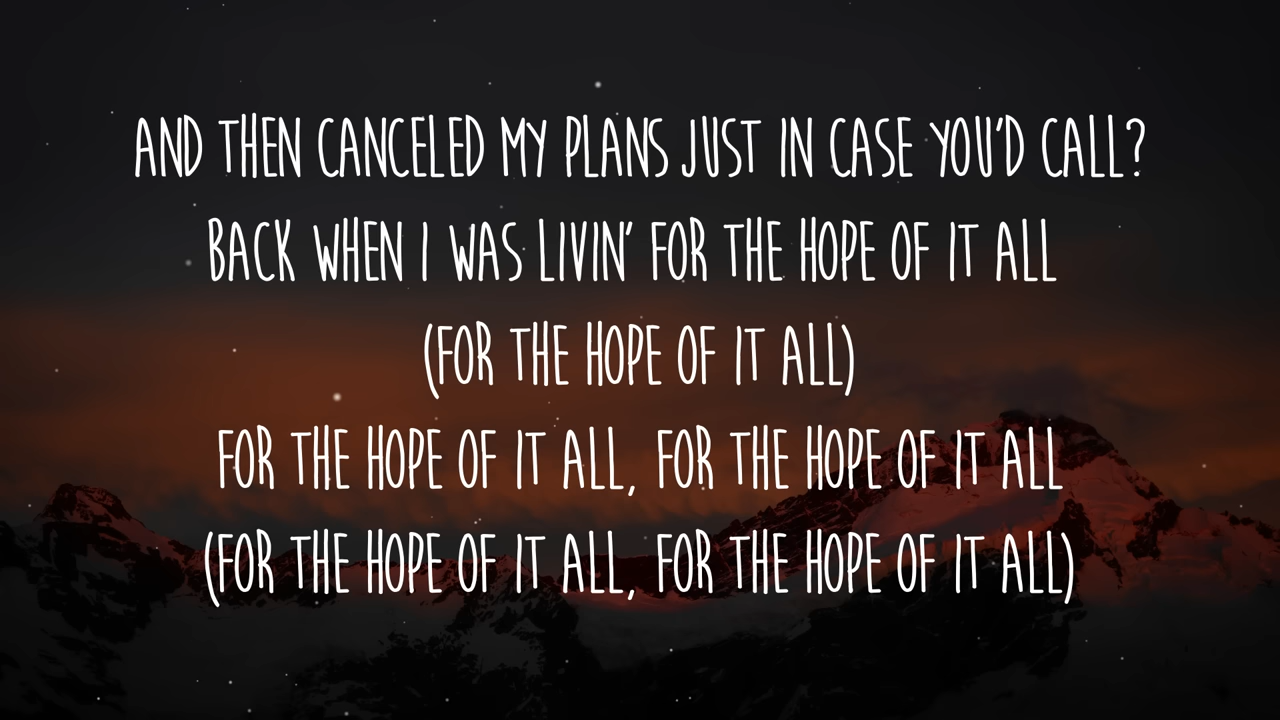 AND THEN CANCELED MY PLANS JUST IN CASE YOU'D CALL?
BACK WHEN I WAS LIVIN' FOR THE HOPE OF IT ALL
(FOR THE HOPE OF IT ALL)
FOR THE HOPE OF IT ALL, FOR THE HOPE OF IT ALL
(FOR THE HOPE OF IT ALL, FOR THE HOPE OF IT ALL)